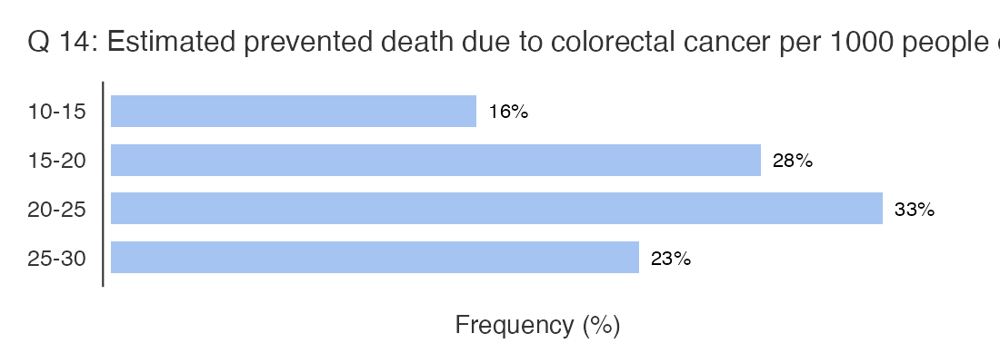 Q 14: Estimated prevented death due to colorectal cancer per 1000 people
10-15 16%
15-20 28%
20-25 33%
25-30 23%
Frequency (%)